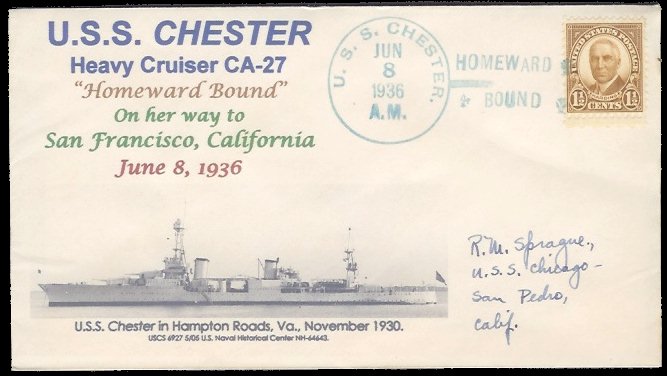 U.S.S. CHESTER
Heavy Cruiser CA-27
"Homeward Bound"
On her way to
San Francisco, California
June 8, 1936
U.S.S. Chester in Hampton Roads, Va., November 1930.
USCS 6927 5/05 U.S. Naval Historical Center NH-64643.
U. S. S. CHESTER.
JUN
8
1936
A.M.
HOMEWARD
BOUND
UNITED STATES POSTAGE
1½ CENTS 1½
R.M. Sprague,
U.S.S. Chicago-
San Pedro,
Calif.